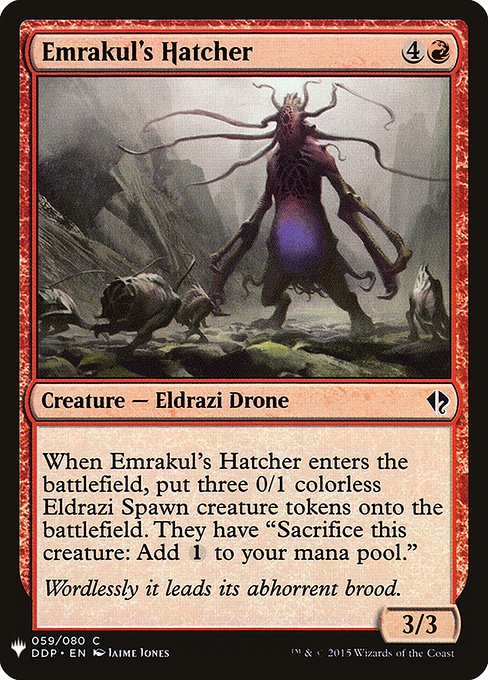 Emrakul's Hatcher 4
Creature — Eldrazi Drone
When Emrakul's Hatcher enters the
battlefield, put three 0/1 colorless
Eldrazi Spawn creature tokens onto the
battlefield. They have “Sacrifice this
creature: Add 1 to your mana pool.”
Wordlessly it leads its abhorrent brood.
3/3
059/080 C
DDP • EN Jaime Jones
™ & © 2015 Wizards of the Coast